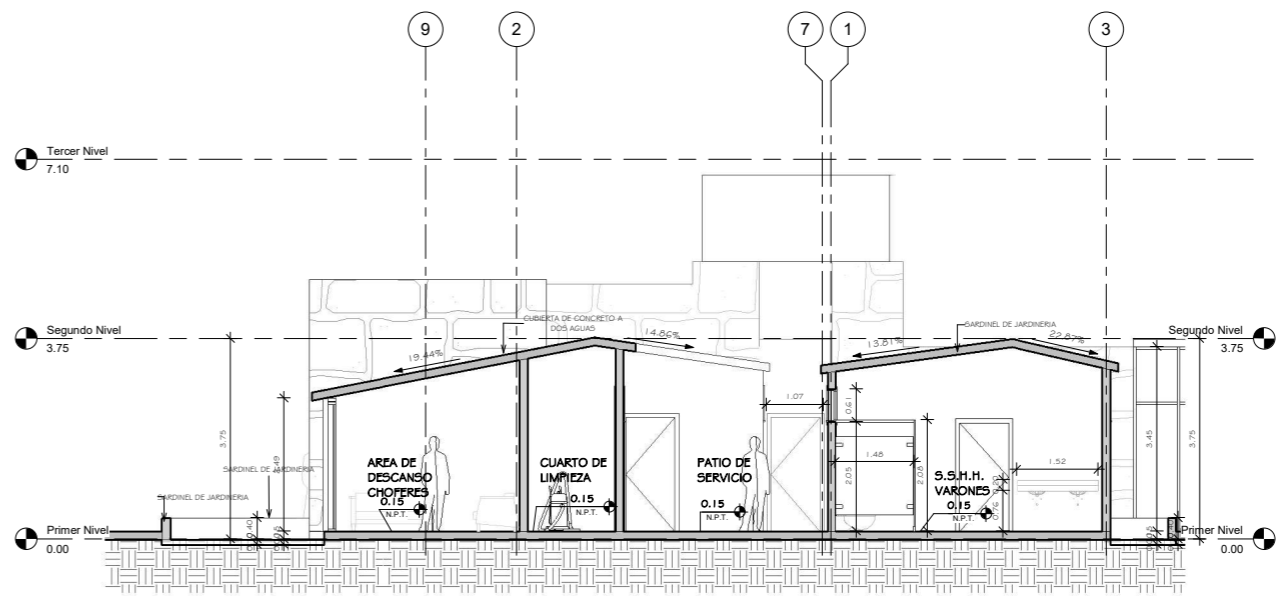 9
2
7
1
3
Tercer Nivel
7.10
CUBIERTA DE CONCRETO A
DOS AGUAS
14.86%
19.44%
SARDINEL DE JARDINERIA
13.81%
22.87%
Segundo Nivel
3.75
Segundo Nivel
3.75
3.75
SARDINEL DE JARDINERIA
SARDINEL DE JARDINERIA
0.40
AREA DE
DESCANSO
CHOFERES
0.15
N.P.T.
CUARTO DE
LIMPIEZA
0.15
N.P.T.
PATIO DE
SERVICIO
0.15
N.P.T.
1.07
0.61
2.05
1.48
2.08
S.S.H.H.
VARONES
0.15
N.P.T.
0.76
1.52
3.45
3.75
Primer Nivel
0.00
Primer Nivel
0.00